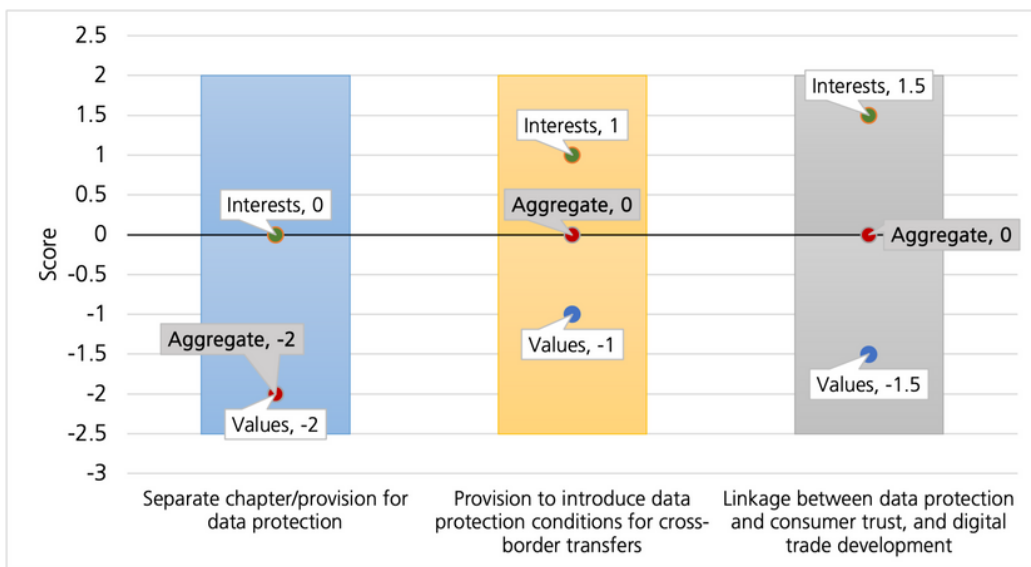 2.5
2
1.5
1
0.5
0
-0.5
-1
-1.5
-2
-2.5
-3
Score
Interests, 0
Aggregate, -2
Values, -2
Interests, 1
Aggregate, 0
Values, -1
Interests, 1.5
Aggregate, 0
Values, -1.5
Separate chapter/provision for
data protection
Provision to introduce data
protection conditions for cross-
border transfers
Linkage between data protection
and consumer trust, and digital
trade development